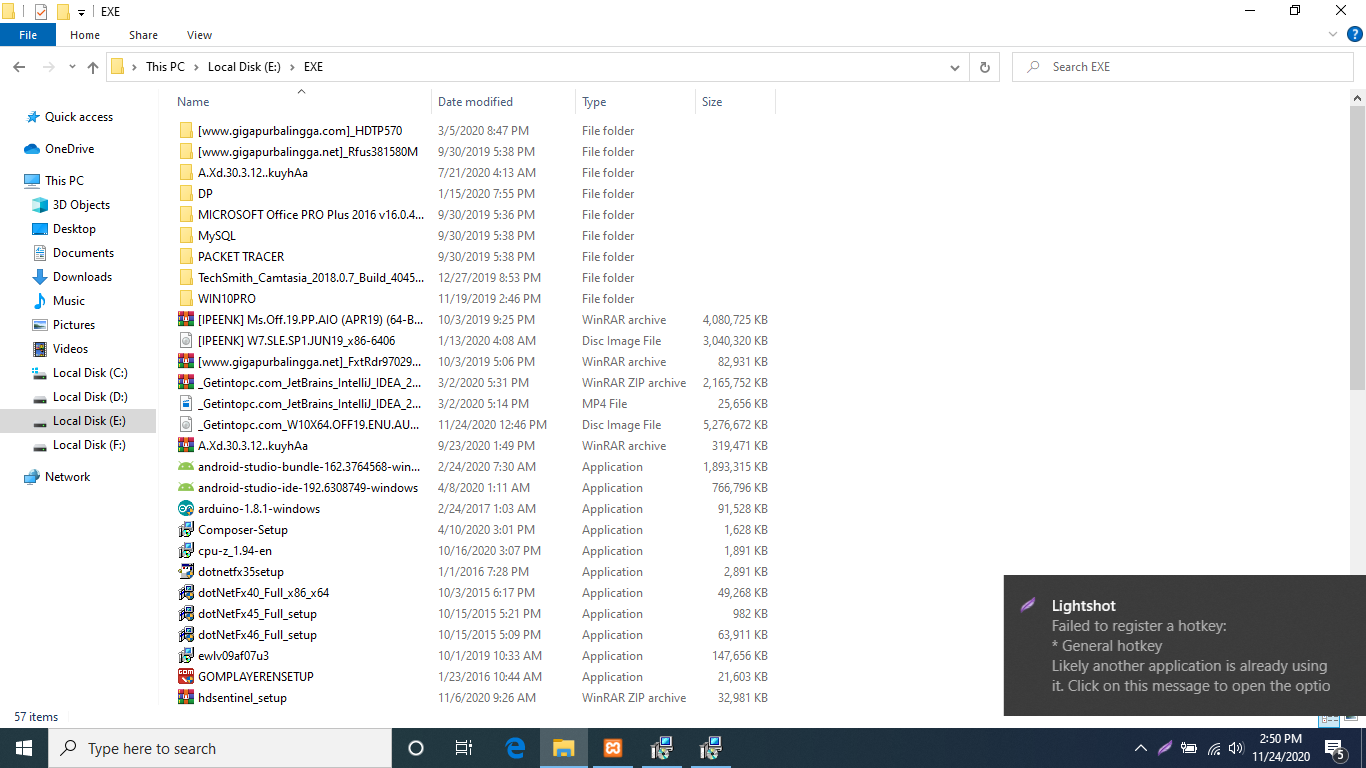 EXE
File Home Share View
This PC Local Disk (E:) EXE
Search EXE
Name Date modified Type Size
Quick access
OneDrive
This PC
3D Objects
Desktop
Documents
Downloads
Music
Pictures
Videos
Local Disk (C:)
Local Disk (D:)
Local Disk (E:)
Local Disk (F:)
Network
[www.gigapurbalingga.com]_HDTP570 3/5/2020 8:47 PM File folder
[www.gigapurbalingga.net]_Rfus381580M 9/30/2019 5:38 PM File folder
A.Xd.30.3.12..kuyhAa 7/21/2020 4:13 AM File folder
DP 1/15/2020 7:55 PM File folder
MICROSOFT Office PRO Plus 2016 v16.0.4... 9/30/2019 5:36 PM File folder
MySQL 9/30/2019 5:38 PM File folder
PACKET TRACER 9/30/2019 5:38 PM File folder
TechSmith_Camtasia_2018.0.7_Build_4045... 12/27/2019 8:53 PM File folder
WIN10PRO 11/19/2019 2:46 PM File folder
[IPEENK] Ms.Off.19.PP.AIO (APR19) (64-B... 10/3/2019 9:25 PM WinRAR archive 4,080,725 KB
[IPEENK] W7.SLE.SP1.JUN19_x86-6406 1/13/2020 4:08 AM Disc Image File 3,040,320 KB
[www.gigapurbalingga.net]_FxtRdr97029... 10/3/2019 5:06 PM WinRAR archive 82,931 KB
_Getintopc.com_JetBrains_IntelliJ_IDEA_2... 3/2/2020 5:31 PM WinRAR ZIP archive 2,165,752 KB
_Getintopc.com_JetBrains_IntelliJ_IDEA_2... 3/2/2020 5:14 PM MP4 File 25,656 KB
_Getintopc.com_W10X64.OFF19.ENU.AU... 11/24/2020 12:46 PM Disc Image File 5,276,672 KB
A.Xd.30.3.12..kuyhAa 9/23/2020 1:49 PM WinRAR archive 319,471 KB
android-studio-bundle-162.3764568-win... 2/24/2020 7:30 AM Application 1,893,315 KB
android-studio-ide-192.6308749-windows 4/8/2020 1:11 AM Application 766,796 KB
arduino-1.8.1-windows 2/24/2017 1:03 AM Application 91,528 KB
Composer-Setup 4/10/2020 3:01 PM Application 1,628 KB
cpu-z_1.94-en 10/16/2020 3:07 PM Application 1,891 KB
dotnetfx35setup 1/1/2016 7:28 PM Application 2,891 KB
dotNetFx40_Full_x86_x64 10/3/2015 6:17 PM Application 49,268 KB
dotNetFx45_Full_setup 10/15/2015 5:21 PM Application 982 KB
dotNetFx46_Full_setup 10/15/2015 5:09 PM Application 63,911 KB
ewlv09af07u3 10/1/2019 10:33 AM Application 147,656 KB
GOMPLAYERENSETUP 1/23/2016 10:44 AM Application 21,603 KB
hdsentinel_setup 11/6/2020 9:26 AM WinRAR ZIP archive 32,981 KB
Lightshot
Failed to register a hotkey:
* General hotkey
Likely another application is already using
it. Click on this message to open the optio
57 items
Type here to search
2:50 PM
11/24/2020
5